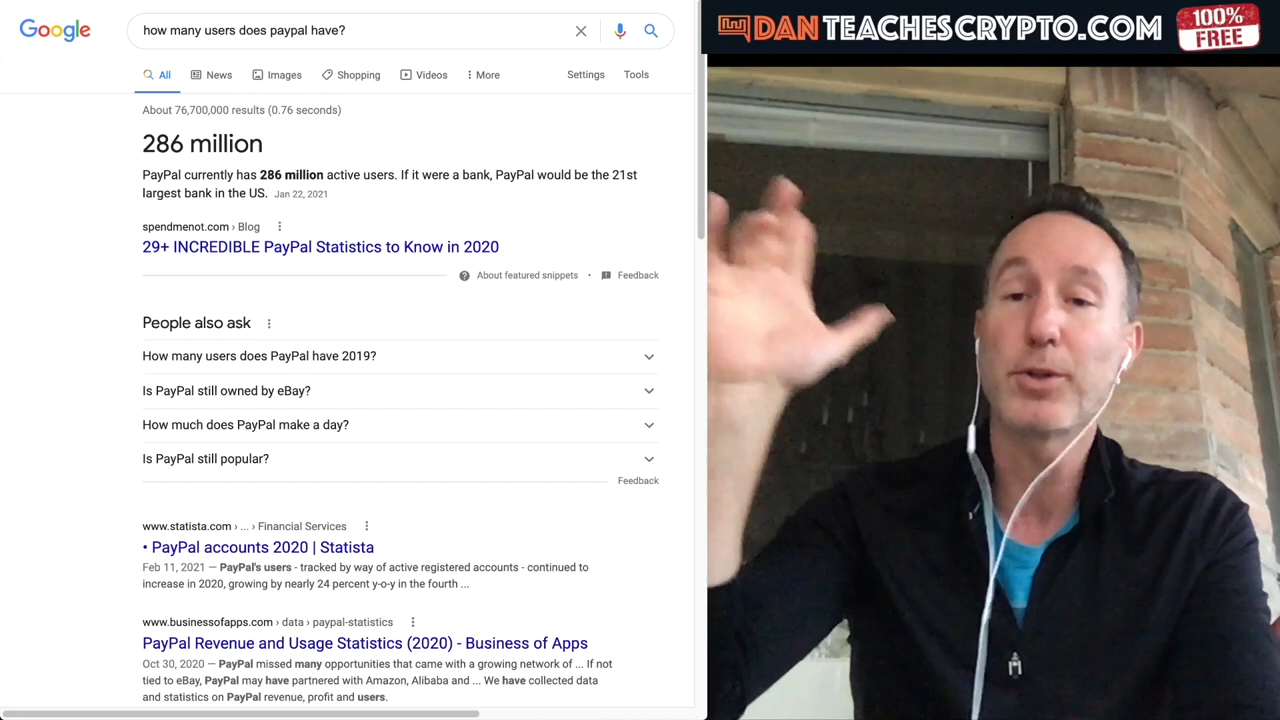 Google
how many users does paypal have?
All
News
Images
Shopping
Videos
More
Settings
Tools
About 76,700,000 results (0.76 seconds)
286 million
PayPal currently has 286 million active users. If it were a bank, PayPal would be the 21st
largest bank in the US. Jan 22, 2021
spendmenot.com › Blog
29+ INCREDIBLE PayPal Statistics to Know in 2020
About featured snippets • Feedback
People also ask
How many users does PayPal have 2019?
Is PayPal still owned by eBay?
How much does PayPal make a day?
Is PayPal still popular?
Feedback
www.statista.com › ... › Financial Services
• PayPal accounts 2020 | Statista
Feb 11, 2021 — PayPal's users - tracked by way of active registered accounts - continued to
increase in 2020, growing by nearly 24 percent y-o-y in the fourth ...
www.businessofapps.com › data › paypal-statistics
PayPal Revenue and Usage Statistics (2020) - Business of Apps
Oct 30, 2020 — PayPal missed many opportunities that came with a growing network of ... If not
tied to eBay, PayPal may have partnered with Amazon, Alibaba and ... We have collected data
and statistics on PayPal revenue, profit and users.
DANTEACHESCRYPTO.COM
100%
FREE